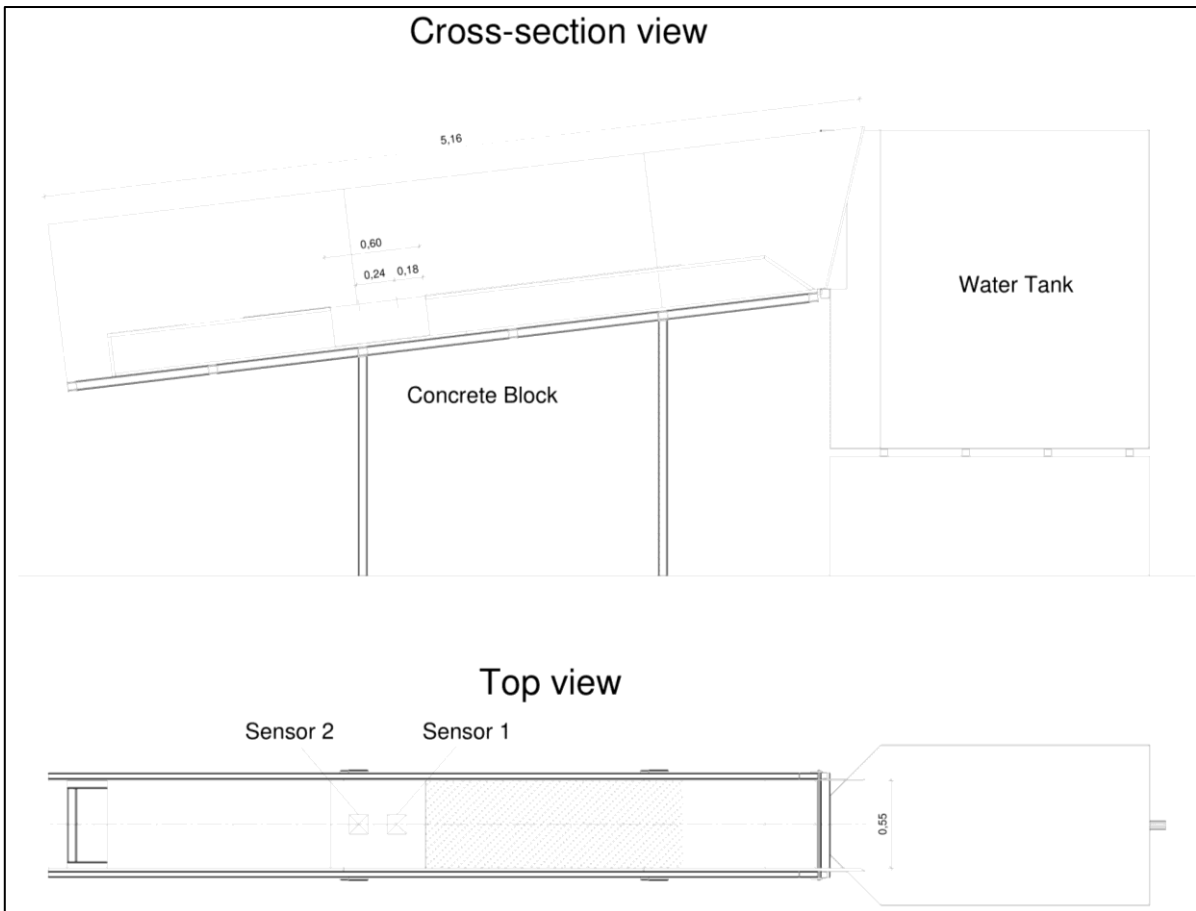 Cross-section view
5,16
0,60
0,24
0,18
Water Tank
Concrete Block
Top view
Sensor 2
Sensor 1
0,55